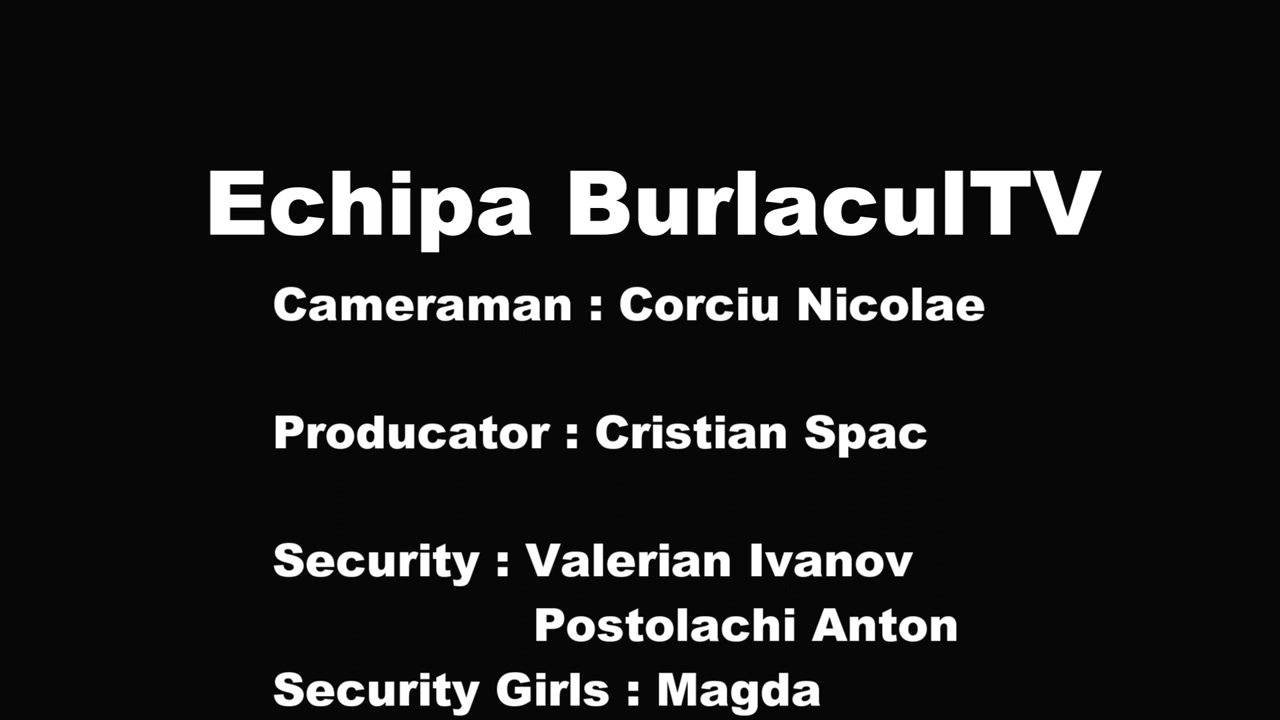 Echipa BurlaculTV
Cameraman : Corciu Nicolae
Producator : Cristian Spac
Security : Valerian Ivanov
Postolachi Anton
Security Girls : Magda